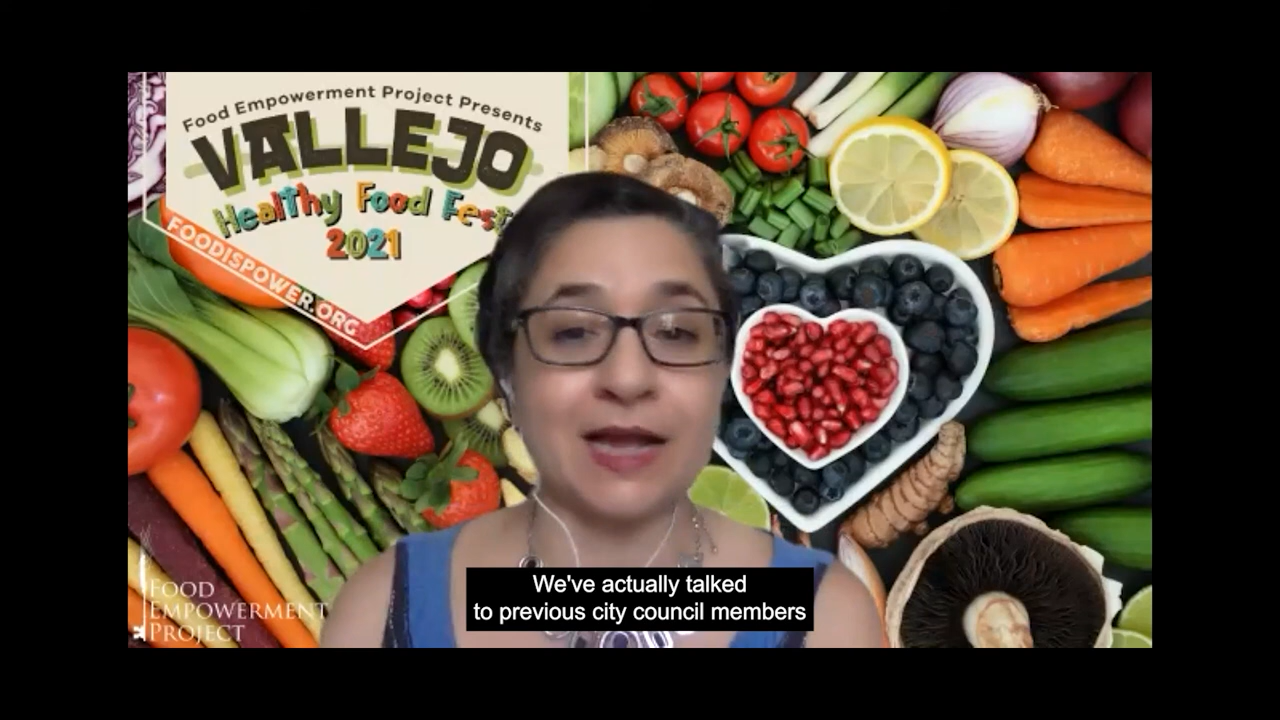 Food Empowerment Project Presents
VALLEJO
Healthy Food Fest
2021
FOODISPOWER.ORG
FOOD
EMPOWERMENT
PROJECT
We've actually talked
to previous city council members